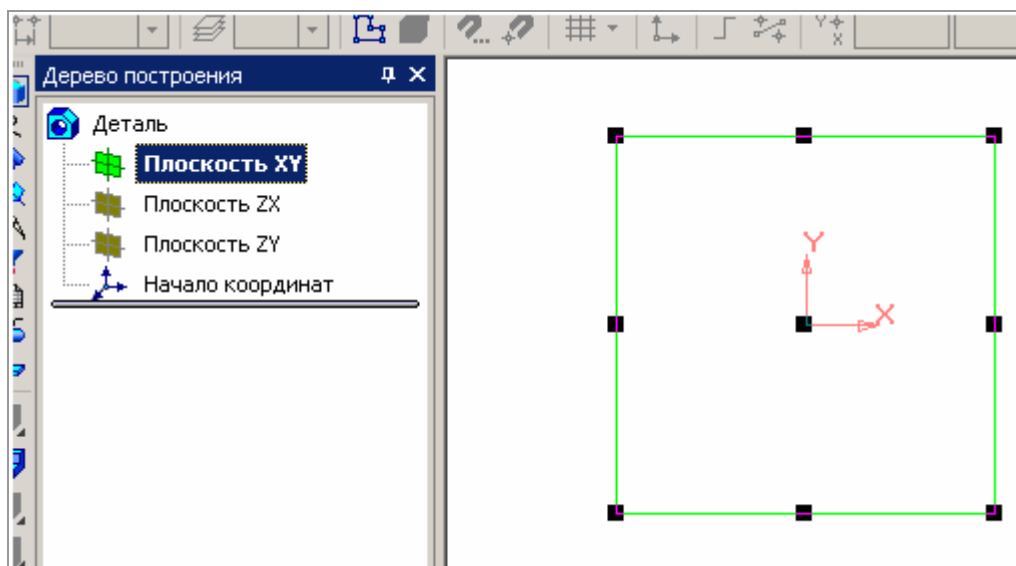 Дерево построения
Деталь
Плоскость XY
Плоскость ZX
Плоскость ZY
Начало координат
Y
X
Y
X